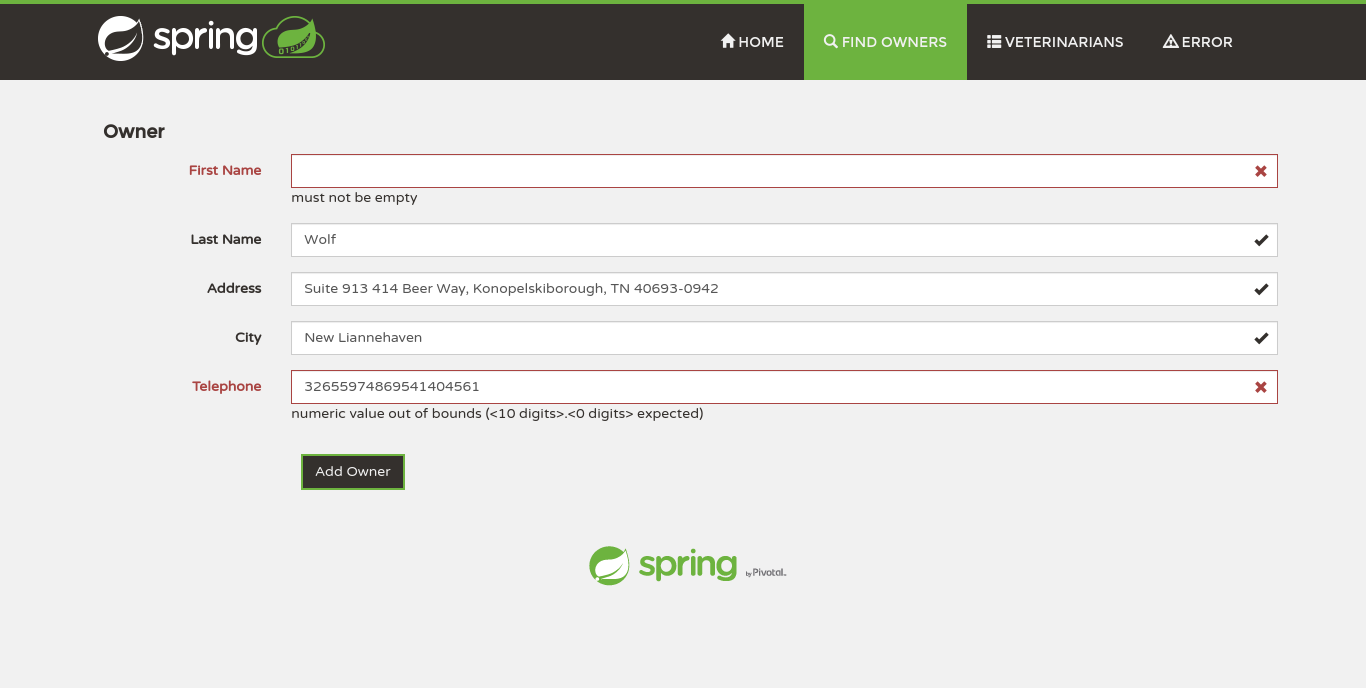 spring
HOME
FIND OWNERS
VETERINARIANS
ERROR
Owner
First Name
must not be empty
Last Name Wolf
Address Suite 913 414 Beer Way, Konopelskiborough, TN 40693-0942
City New Liannehaven
Telephone 32655974869541404561
numeric value out of bounds (<10 digits>.<0 digits> expected)
Add Owner
spring by Pivotal